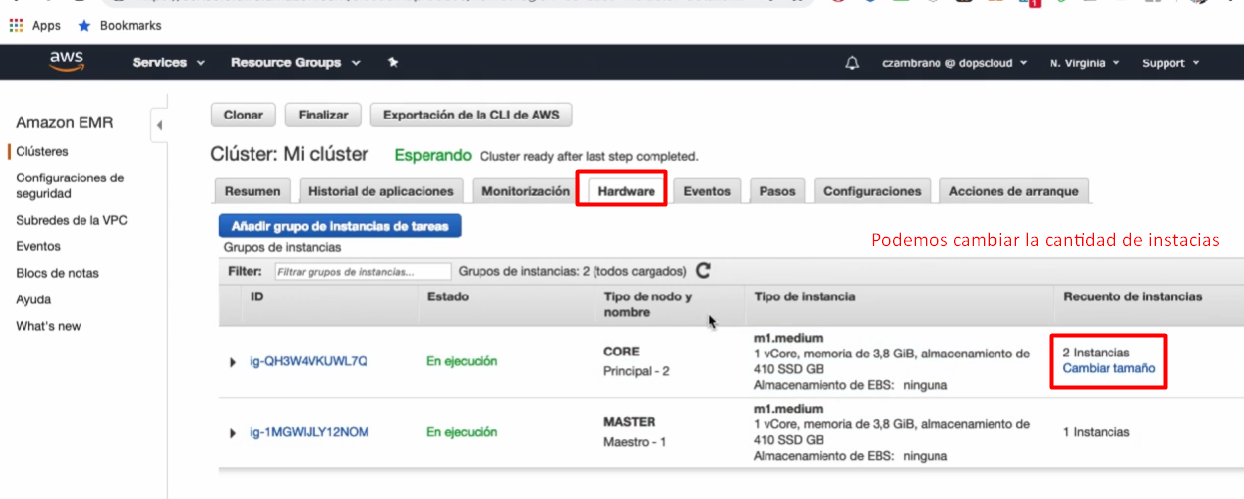 Apps Bookmarks
aws Services Resource Groups czambrano @ dopscloud N. Virginia Support
Amazon EMR
Clústeres
Configuraciones de
seguridad
Subredes de la VPC
Eventos
Blocs de notas
Ayuda
What's new
Clonar Finalizar Exportación de la CLI de AWS
Clúster: Mi clúster Esperando Cluster ready after last step completed.
Resumen Historial de aplicaciones Monitorización Hardware Eventos Pasos Configuraciones Acciones de arranque
Añadir grupo de instancias de tareas
Podemos cambiar la cantidad de instacias
Grupos de instancias
Filter: Filtrar grupos de instancias... Grupos de instancias: 2 (todos cargados)
ID Estado Tipo de nodo y nombre Tipo de instancia Recuento de instancias
ig-QH3W4VKUWL7Q En ejecución CORE
Principal - 2
m1.medium
1 vCore, memoria de 3,8 GiB, almacenamiento de
410 SSD GB
Almacenamiento de EBS: ninguna
2 Instancias
Cambiar tamaño
ig-1MGWIJLY12NOM En ejecución MASTER
Maestro - 1
m1.medium
1 vCore, memoria de 3,8 GiB, almacenamiento de
410 SSD GB
Almacenamiento de EBS: ninguna
1 Instancias